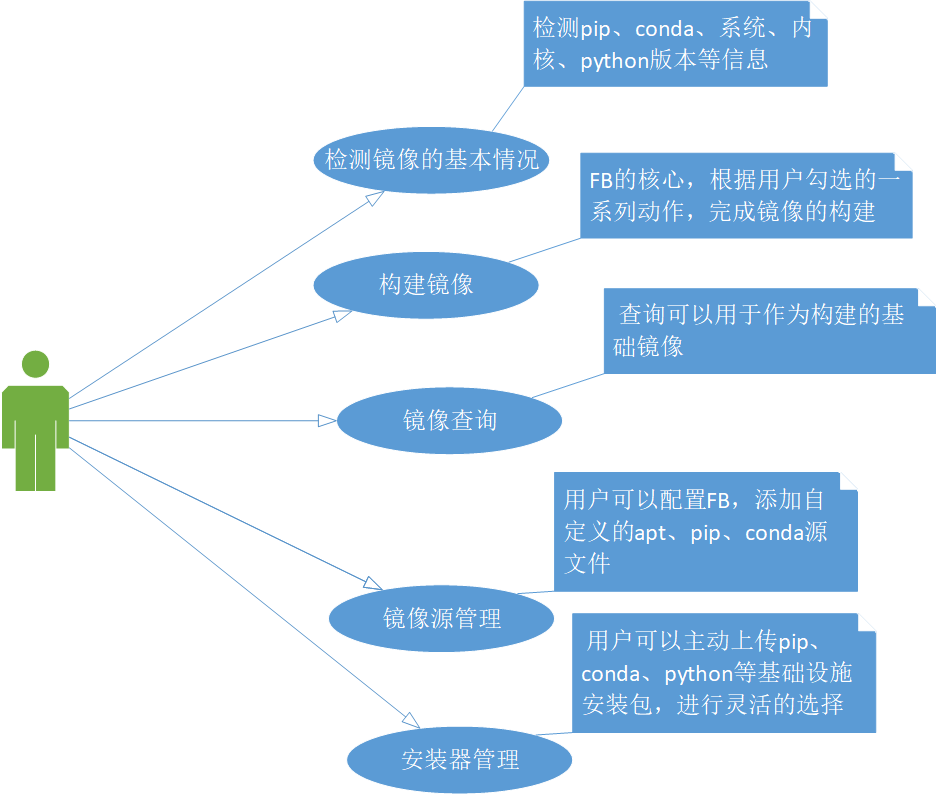 检测pip、conda、系统、内
核、python版本等信息
检测镜像的基本情况
FB的核心，根据用户勾选的一
系列动作，完成镜像的构建
构建镜像
查询可以用于作为构建的基
础镜像
镜像查询
用户可以配置FB，添加自
定义的apt、pip、conda源
文件
镜像源管理
用户可以主动上传pip、
conda、python等基础设施
安装包，进行灵活的选择
安装器管理